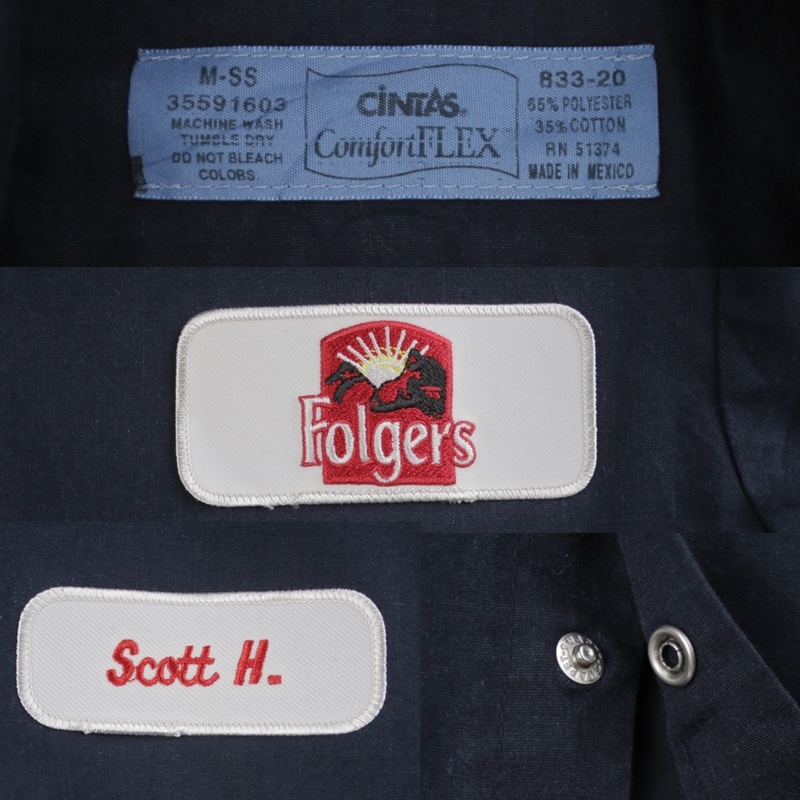 M-SS
35591603
MACHINE WASH
TUMBLE DRY
DO NOT BLEACH
COLORS.
CINTAS®
ComfortFLEX™
833-20
65% POLYESTER
35% COTTON
RN 51374
MADE IN MEXICO
Folgers
Scott H.